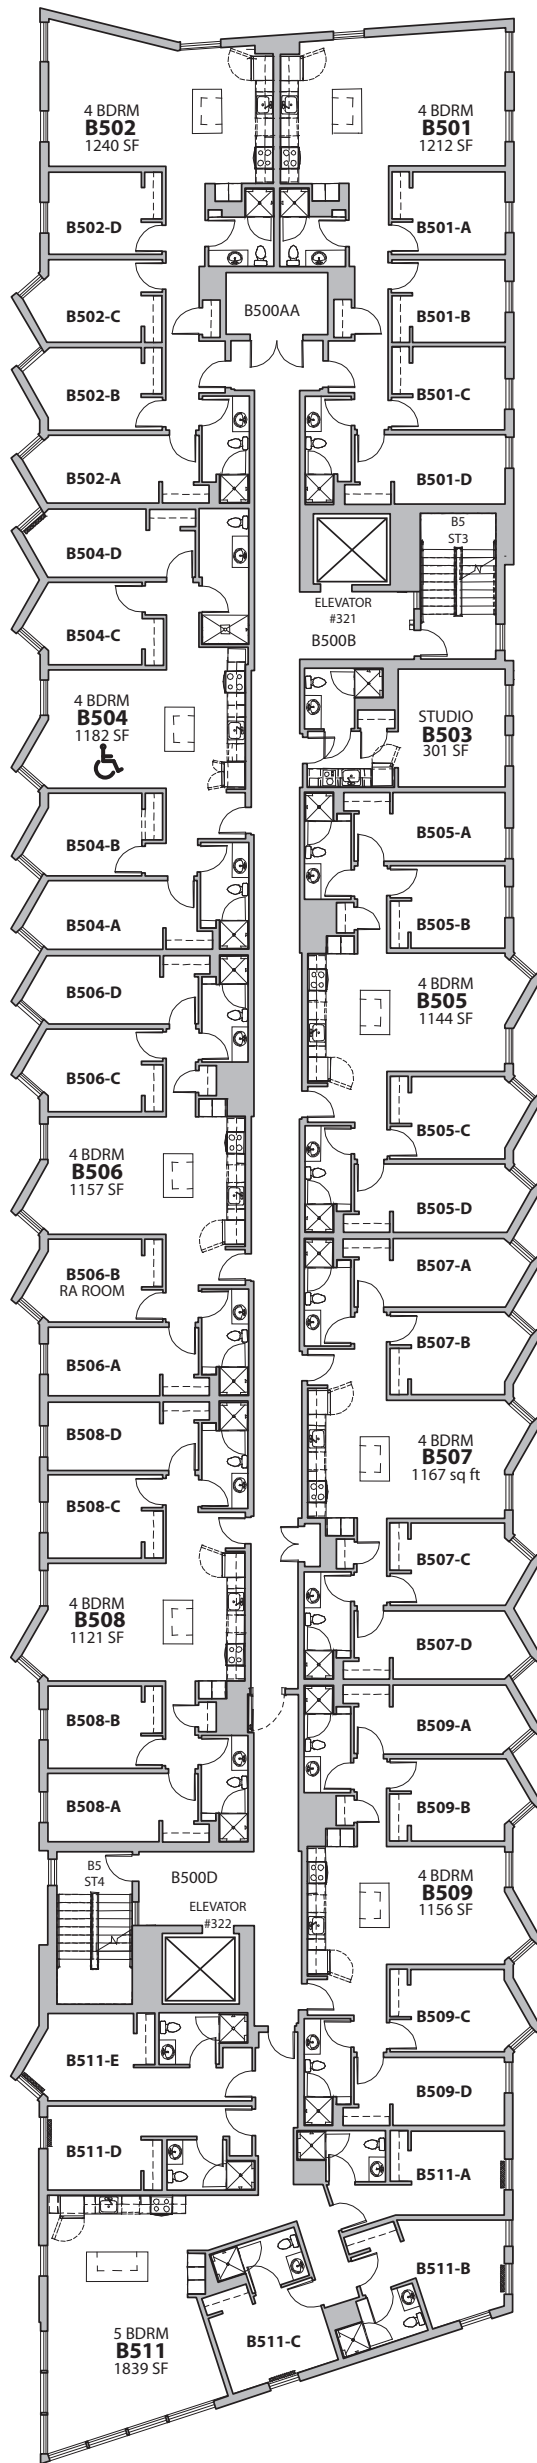 4 BDRM
B502
1240 SF
4 BDRM
B501
1212 SF
B502-D
B501-A
B502-C
B500AA
B501-B
B502-B
B501-C
B502-A
B501-D
B504-D
B5
ST3
B504-C
ELEVATOR
#321
B500B
4 BDRM
B504
1182 SF
STUDIO
B503
301 SF
B504-B
B505-A
B504-A
B505-B
B506-D
4 BDRM
B505
1144 SF
B506-C
B505-C
4 BDRM
B506
1157 SF
B505-D
B506-B
RA ROOM
B507-A
B506-A
B507-B
B508-D
4 BDRM
B507
1167 sq ft
B508-C
B507-C
4 BDRM
B508
1121 SF
B507-D
B508-B
B509-A
B508-A
B509-B
B5
ST4
B500D
4 BDRM
B509
1156 SF
ELEVATOR
#322
B509-C
B511-E
B509-D
B511-D
B511-A
B511-B
5 BDRM
B511
1839 SF
B511-C